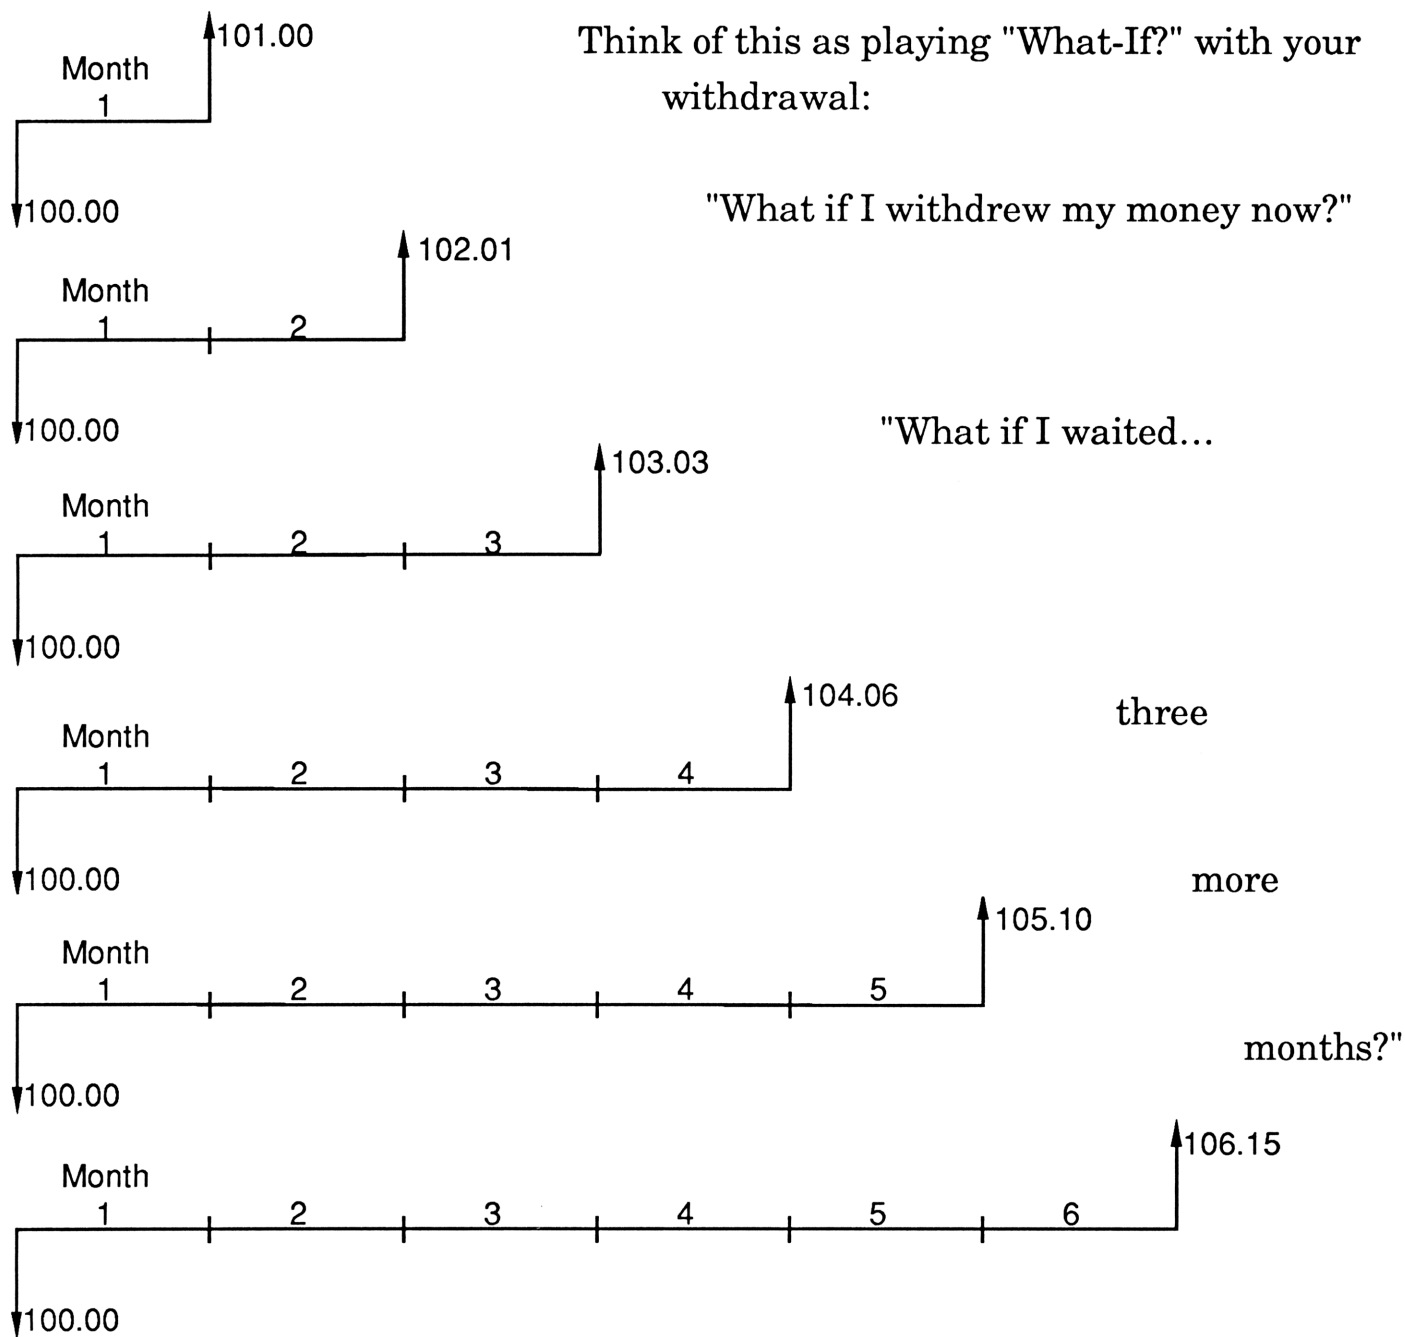 101.00
Think of this as playing "What-If?" with your
withdrawal:
Month
1
100.00
"What if I withdrew my money now?"
102.01
Month
1 2
100.00
"What if I waited...
103.03
Month
1 2 3
100.00
104.06
three
Month
1 2 3 4
100.00
more
105.10
Month
1 2 3 4 5
months?"
100.00
106.15
Month
1 2 3 4 5 6
100.00